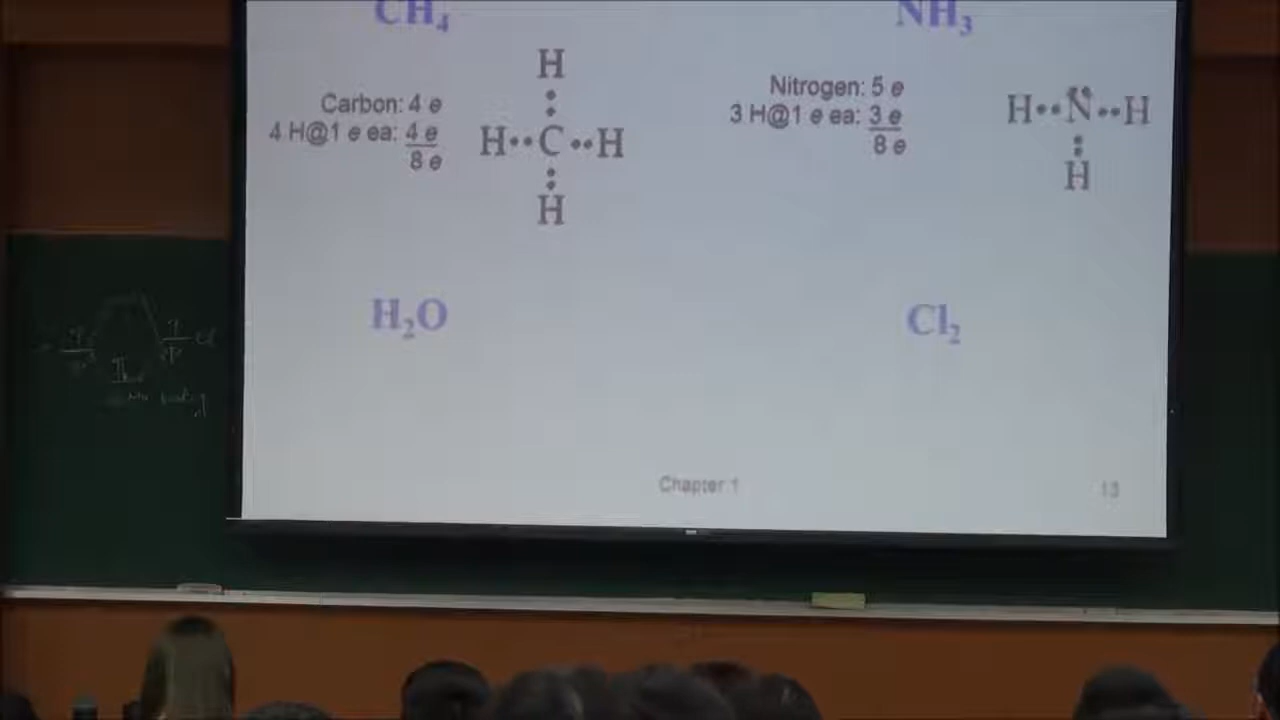 CH₄
NH₃
Carbon: 4 e
4 H@1 e ea: 4 e
8 e
H
H••C••H
H
Nitrogen: 5 e
3 H@1 e ea: 3 e
8 e
H••N••H
H
H₂O
Cl₂
Chapter 1
13